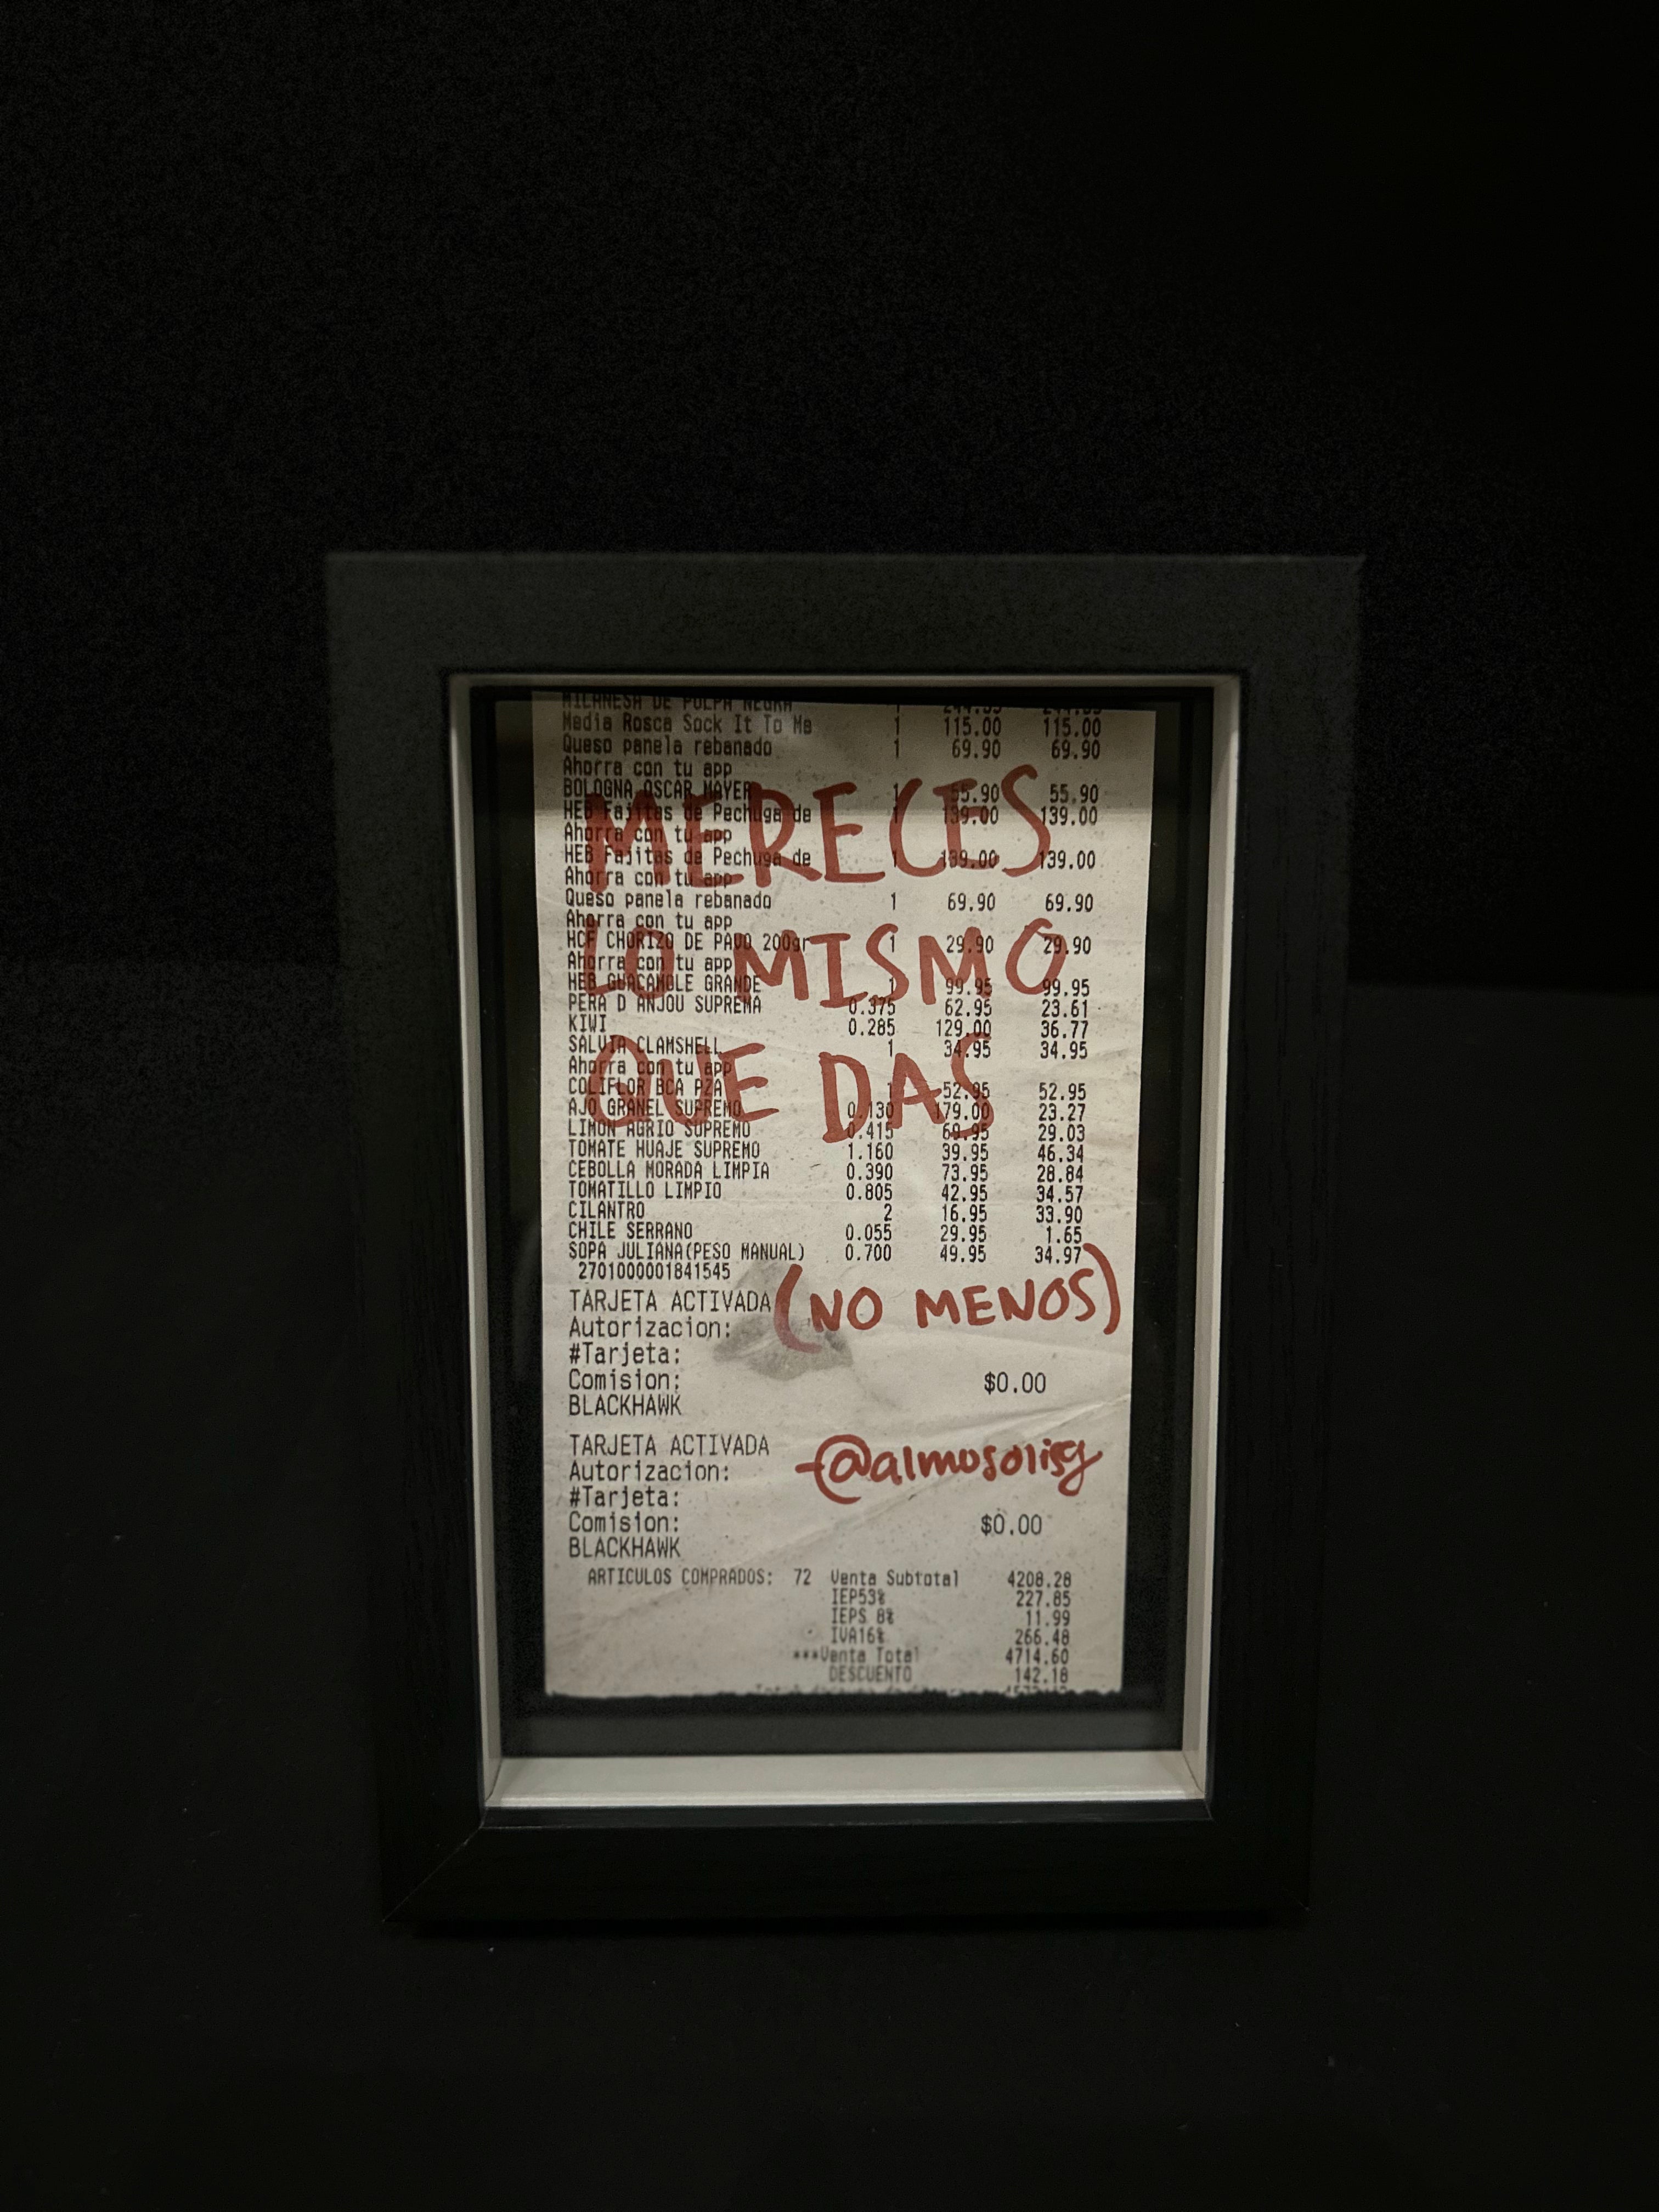 MILANESA DE PULPA NEGRA 1
Media Rosca Sock It To Me 1 115.00 115.00
Queso panela rebanado 1 69.90 69.90
Ahorra con tu app
BOLOGNA OSCAR MAYER 1 55.90 55.90
HEB Fajitas de Pechuga de 1 139.00 139.00
MERECES
Ahorra con tu app
HEB Fajitas de Pechuga de 1 139.00 139.00
Ahorra con tu app
Queso panela rebanado 1 69.90 69.90
Ahorra con tu app
HCF CHORIZO DE PAVO 200gr 1 29.90 29.90
LO MISMO
Ahorra con tu app
HEB GUACAMOLE GRANDE 1 99.95 99.95
PERA D ANJOU SUPREMA 0.375 62.95 23.61
KIWI 0.285 129.00 36.77
SALVIA CLAMSHELL 1 34.95 34.95
Ahorra con tu app
QUE DAS
COLIFLOR BCA PZA 1 52.95 52.95
AJO GRANEL SUPREMO 0.130 179.00 23.27
LIMON AGRIO SUPREMO 0.415 69.95 29.03
TOMATE HUAJE SUPREMO 1.160 39.95 46.34
CEBOLLA MORADA LIMPIA 0.390 73.95 28.84
TOMATILLO LIMPIO 0.805 42.95 34.57
CILANTRO 2 16.95 33.90
CHILE SERRANO 0.055 29.95 1.65
SOPA JULIANA(PESO MANUAL) 0.700 49.95 34.97
2701000001841545
TARJETA ACTIVADA
(NO MENOS)
Autorizacion:
#Tarjeta:
Comision: $0.00
BLACKHAWK
TARJETA ACTIVADA
-@almosolisg
Autorizacion:
#Tarjeta:
Comision: $0.00
BLACKHAWK
ARTICULOS COMPRADOS: 72 Venta Subtotal 4208.28
IEP53% 227.85
IEPS 8% 11.99
IVA16% 266.48
***Venta Total 4714.60
DESCUENTO 142.18